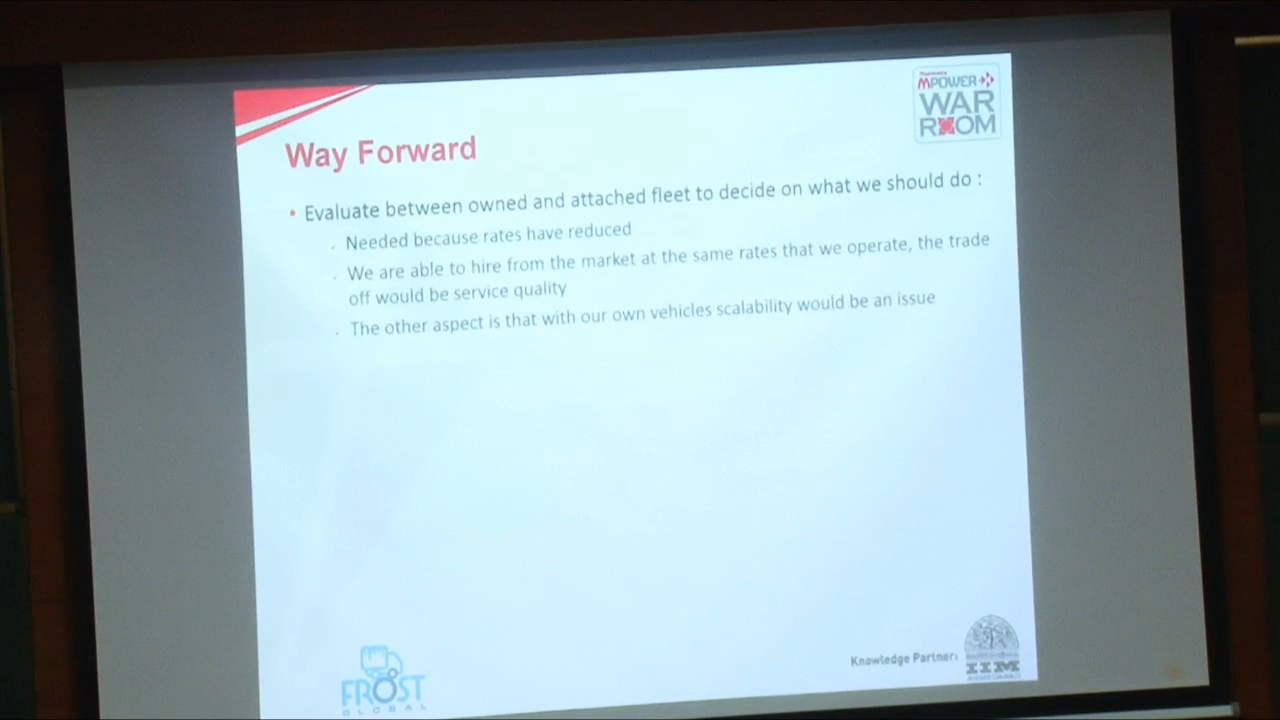 Mahindra
MPOWER
WAR
ROOM
Way Forward
• Evaluate between owned and attached fleet to decide on what we should do :
Needed because rates have reduced
We are able to hire from the market at the same rates that we operate, the trade
off would be service quality
The other aspect is that with our own vehicles scalability would be an issue
FROST
GLOBAL
Knowledge Partner:
IIM